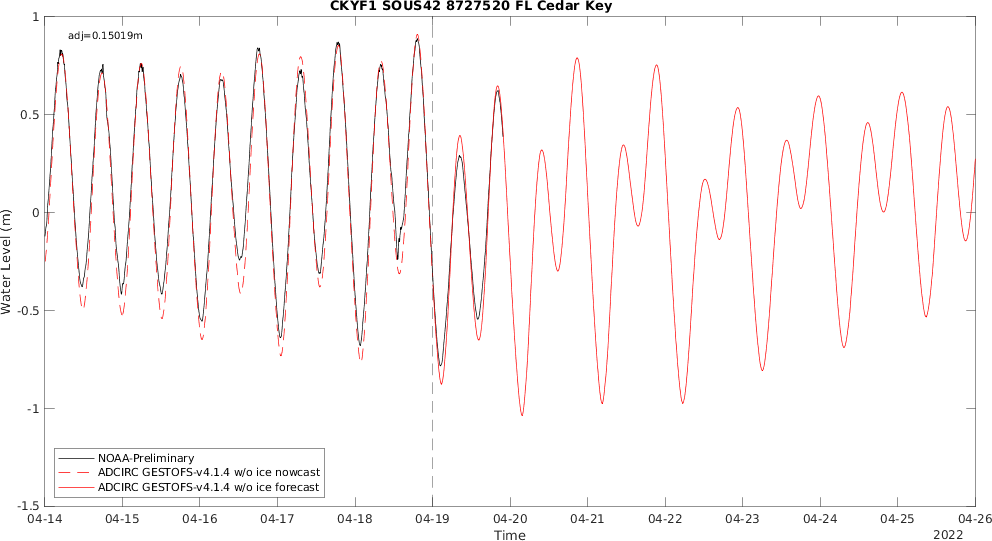 CKYF1 SOUS42 8727520 FL Cedar Key
adj=0.15019m
1
0.5
0
-0.5
-1
-1.5
Water Level (m)
NOAA-Preliminary
ADCIRC GESTOFS-v4.1.4 w/o ice nowcast
ADCIRC GESTOFS-v4.1.4 w/o ice forecast
04-14 04-15 04-16 04-17 04-18 04-19 04-20 04-21 04-22 04-23 04-24 04-25 04-26
Time
2022